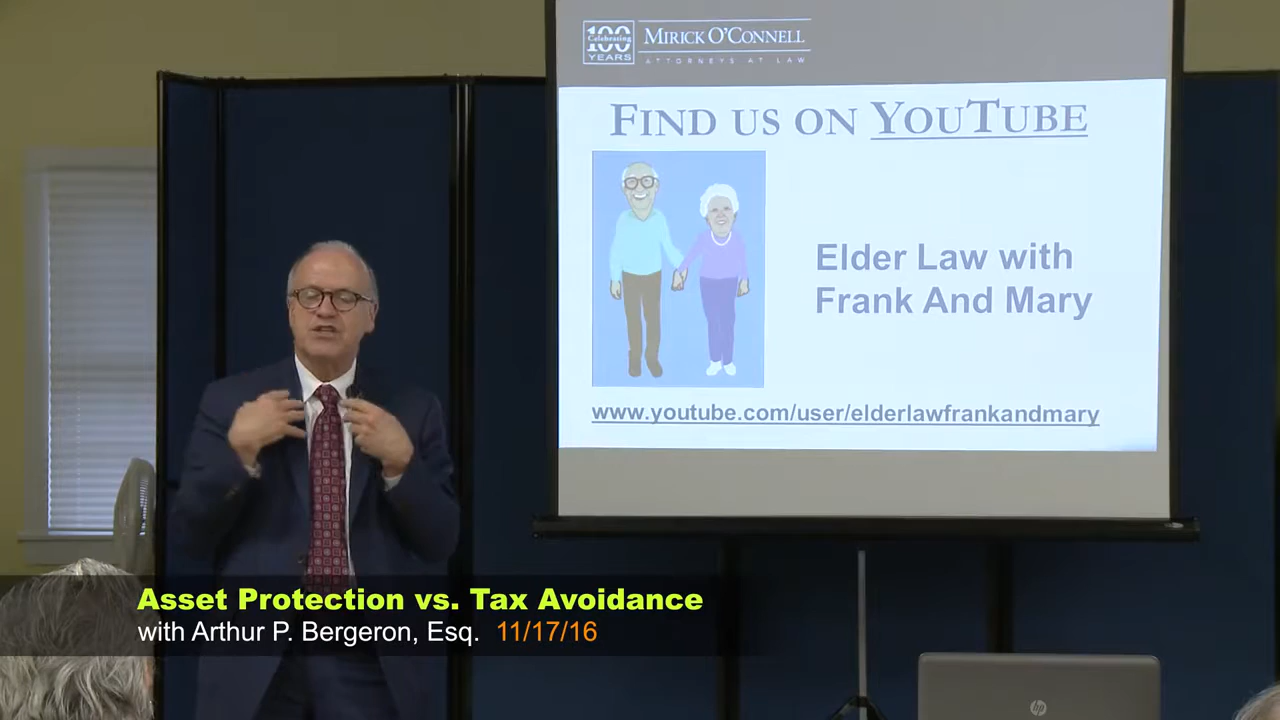 Celebrating
100
YEARS
MIRICK O'CONNELL
ATTORNEYS AT LAW
FIND US ON YOUTUBE
Elder Law with
Frank And Mary
www.youtube.com/user/elderlawfrankandmary
Asset Protection vs. Tax Avoidance
with Arthur P. Bergeron, Esq. 11/17/16
hp